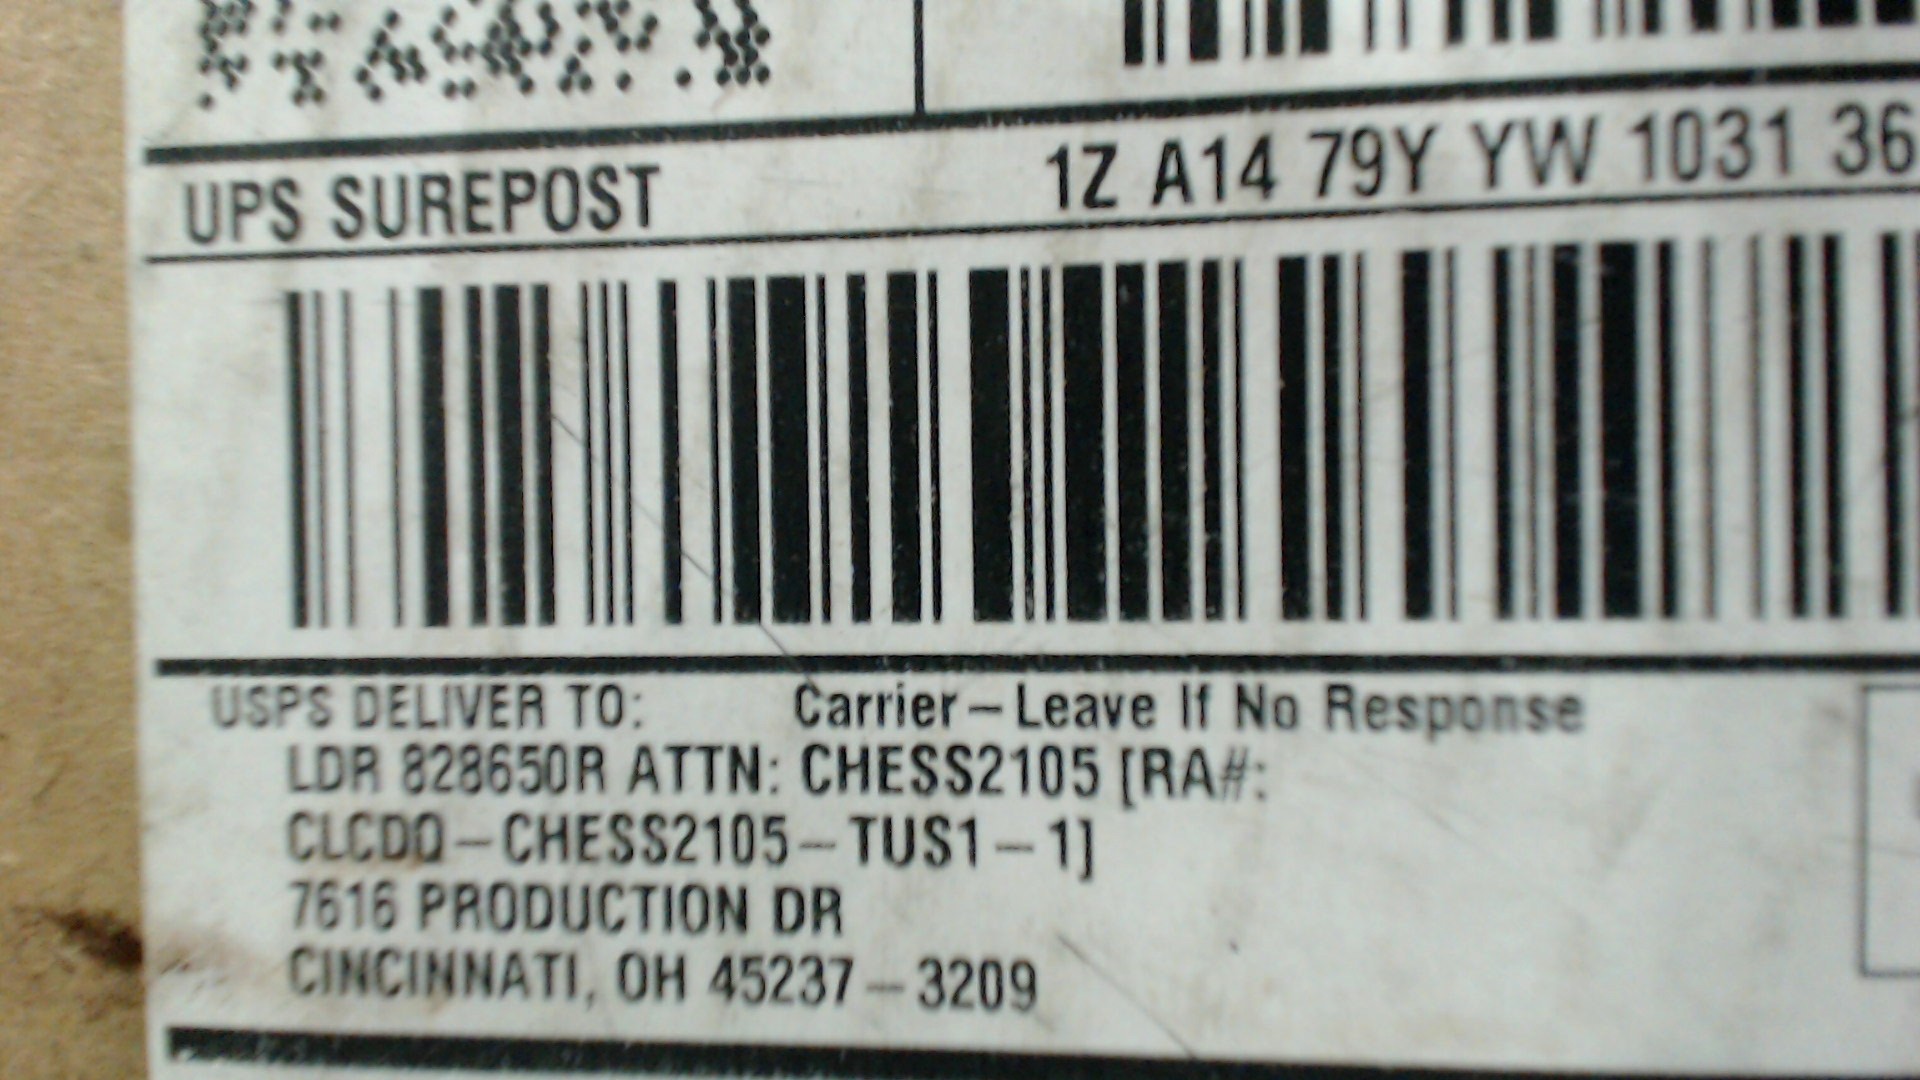 UPS SUREPOST 1Z A14 79Y YW 1031 36
USPS DELIVER TO: Carrier – Leave If No Response
LDR 828650R ATTN: CHESS2105 [RA#:
CLCDQ – CHESS2105 – TUS1 – 1]
7616 PRODUCTION DR
CINCINNATI, OH 45237 – 3209